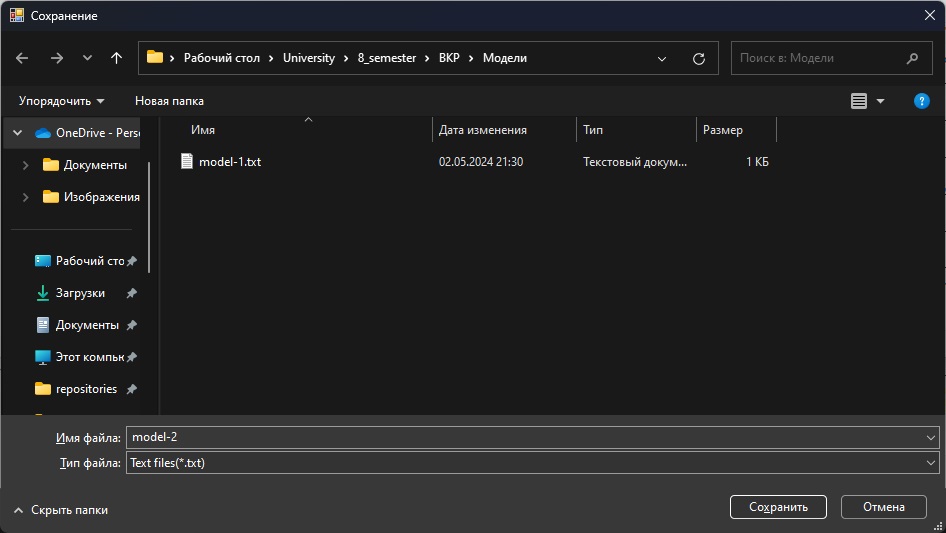 Сохранение
Рабочий стол University 8_semester ВКР Модели Поиск в: Модели
Упорядочить Новая папка ?
Имя Дата изменения Тип Размер
OneDrive - Perso
model-1.txt 02.05.2024 21:30 Текстовый докум... 1 КБ
Документы
Изображения
Рабочий сто
Загрузки
Документы
Этот компьк
repositories
Имя файла: model-2
Тип файла: Text files(*.txt)
Скрыть папки Сохранить Отмена